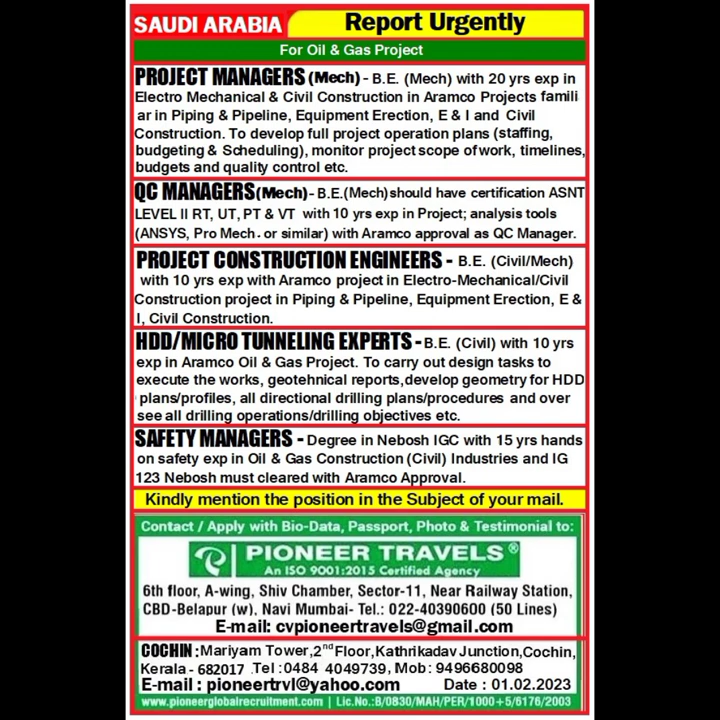 SAUDI ARABIA Report Urgently
For Oil & Gas Project
PROJECT MANAGERS (Mech) - B.E. (Mech) with 20 yrs exp in
Electro Mechanical & Civil Construction in Aramco Projects famili
ar in Piping & Pipeline, Equipment Erection, E & I and Civil
Construction. To develop full project operation plans (staffing,
budgeting & Scheduling), monitor project scope of work, timelines,
budgets and quality control etc.
QC MANAGERS (Mech) - B.E.(Mech) should have certification ASNT
LEVEL II RT, UT, PT & VT with 10 yrs exp in Project; analysis tools
(ANSYS, Pro Mech. or similar) with Aramco approval as QC Manager.
PROJECT CONSTRUCTION ENGINEERS - B.E. (Civil/Mech)
with 10 yrs exp with Aramco project in Electro-Mechanical/Civil
Construction project in Piping & Pipeline, Equipment Erection, E &
I, Civil Construction.
HDD/MICRO TUNNELING EXPERTS - B.E. (Civil) with 10 yrs
exp in Aramco Oil & Gas Project. To carry out design tasks to
execute the works, geotehnical reports,develop geometry for HDD
plans/profiles, all directional drilling plans/procedures and over
see all drilling operations/drilling objectives etc.
SAFETY MANAGERS - Degree in Nebosh IGC with 15 yrs hands
on safety exp in Oil & Gas Construction (Civil) Industries and IG
123 Nebosh must cleared with Aramco Approval.
Kindly mention the position in the Subject of your mail.
Contact / Apply with Bio-Data, Passport, Photo & Testimonial to:
PIONEER TRAVELS ®
An ISO 9001:2015 Certified Agency
6th floor, A-wing, Shiv Chamber, Sector-11, Near Railway Station,
CBD-Belapur (w), Navi Mumbai- Tel.: 022-40390600 (50 Lines)
E-mail: cvpioneertravels@gmail.com
COCHIN : Mariyam Tower,2nd Floor,Kathrikadav Junction,Cochin,
Kerala - 682017 .Tel :0484 4049739, Mob: 9496680098
E-mail : pioneertrvl@yahoo.com Date : 01.02.2023
www.pioneerglobalrecruitment.com | Lic.No.:B/0830/MAH/PER/1000+5/6176/2003